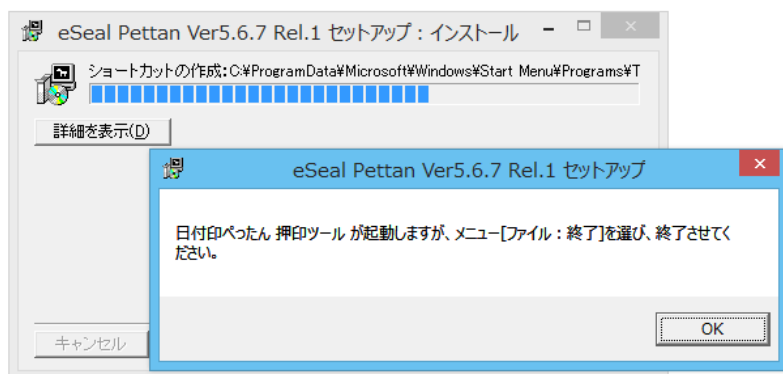 eSeal Pettan Ver5.6.7 Rel.1 セットアップ：インストール
ショートカットの作成：C:¥ProgramData¥Microsoft¥Windows¥Start Menu¥Programs¥T
詳細を表示(D)
eSeal Pettan Ver5.6.7 Rel.1 セットアップ
日付印ぺったん 押印ツール が起動しますが、メニュー[ファイル：終了]を選び、終了させてく
ださい。
OK
キャンセル